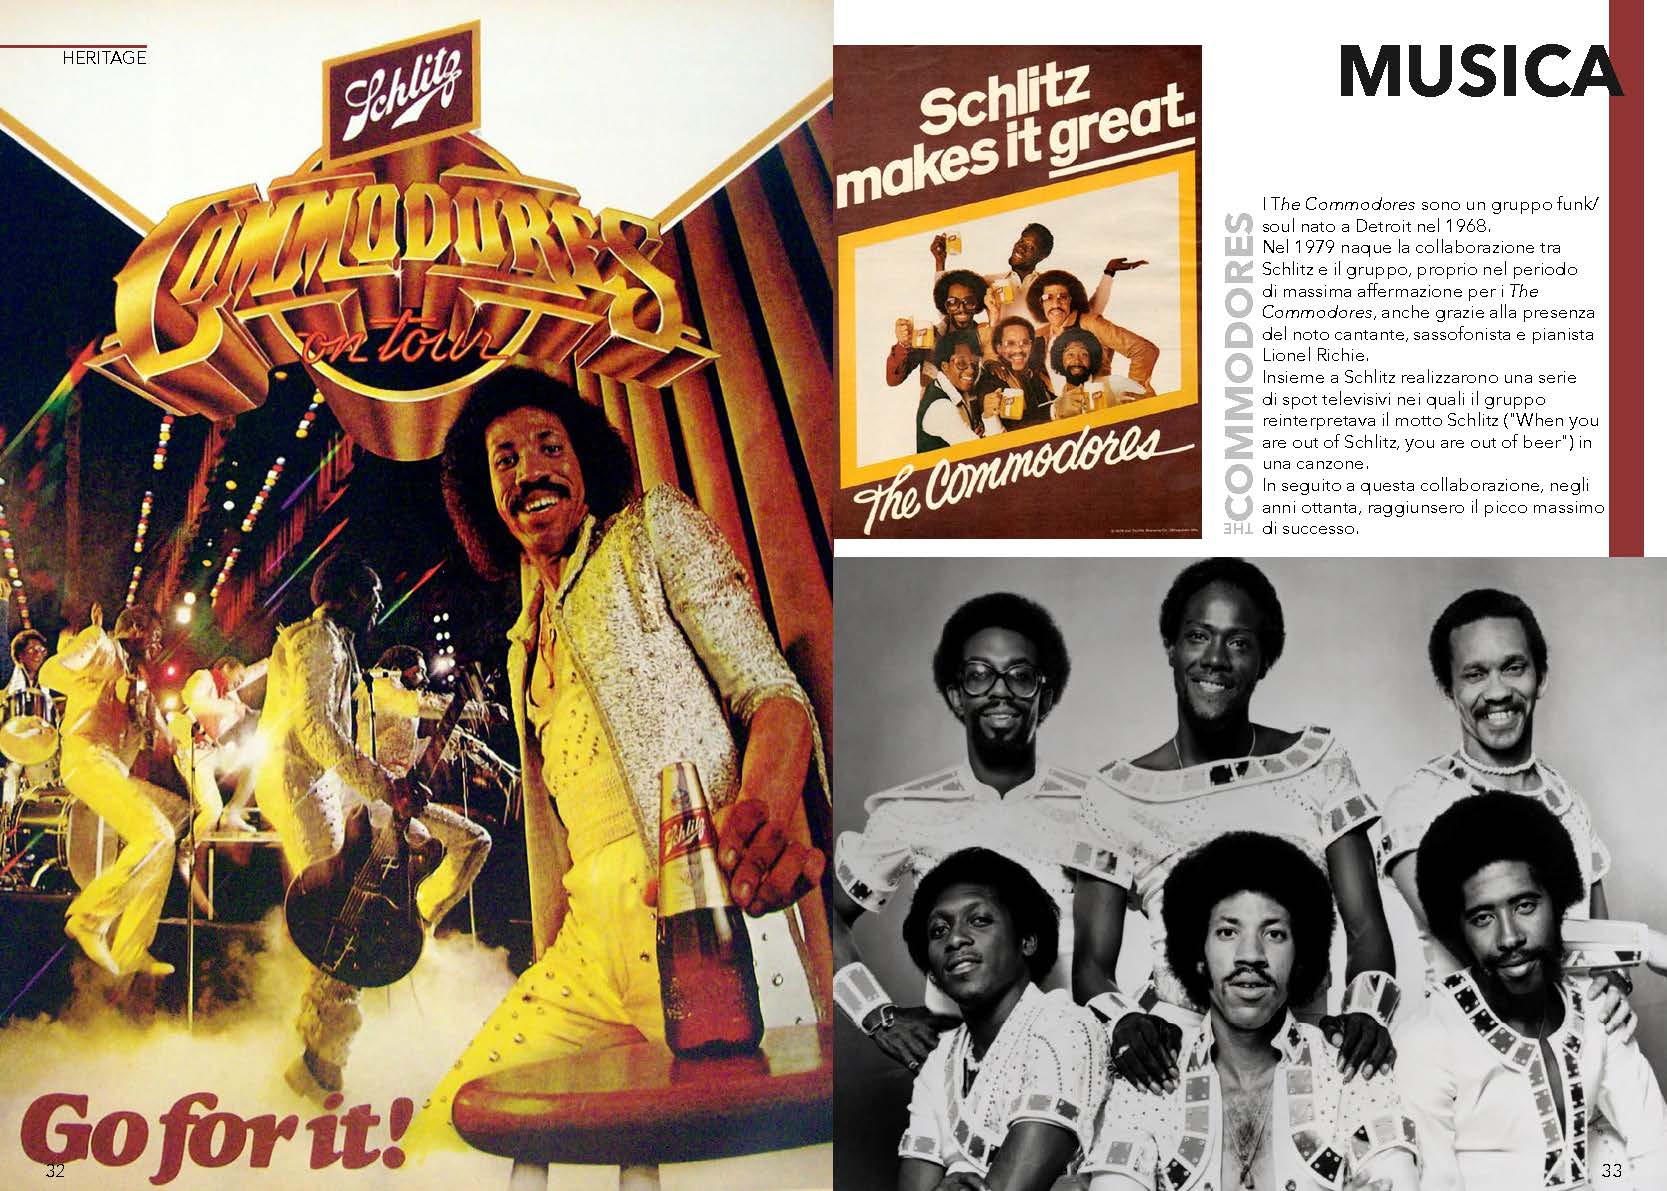 HERITAGE
Schlitz
COMMODORES
on tour
Schlitz
Go for it!
32
Schlitz
makes it great.
The Commodores
MUSICA
THE COMMODORES
I The Commodores sono un gruppo funk/
soul nato a Detroit nel 1968.
Nel 1979 naque la collaborazione tra
Schlitz e il gruppo, proprio nel periodo
di massima affermazione per i The
Commodores, anche grazie alla presenza
del noto cantante, sassofonista e pianista
Lionel Richie.
Insieme a Schlitz realizzarono una serie
di spot televisivi nei quali il gruppo
reinterpretava il motto Schlitz ("When you
are out of Schlitz, you are out of beer") in
una canzone.
In seguito a questa collaborazione, negli
anni ottanta, raggiunsero il picco massimo
di successo.
33